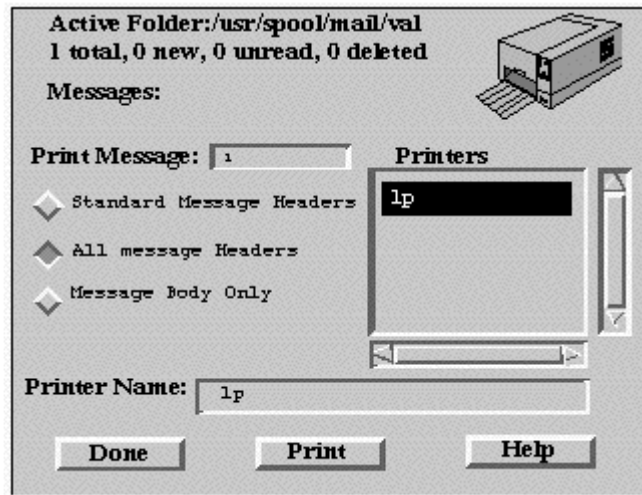 Active Folder:/usr/spool/mail/val
1 total, 0 new, 0 unread, 0 deleted
Messages:
Print Message: 1
Printers
lp
Standard Message Headers
All message Headers
Message Body Only
Printer Name: lp
Done Print Help